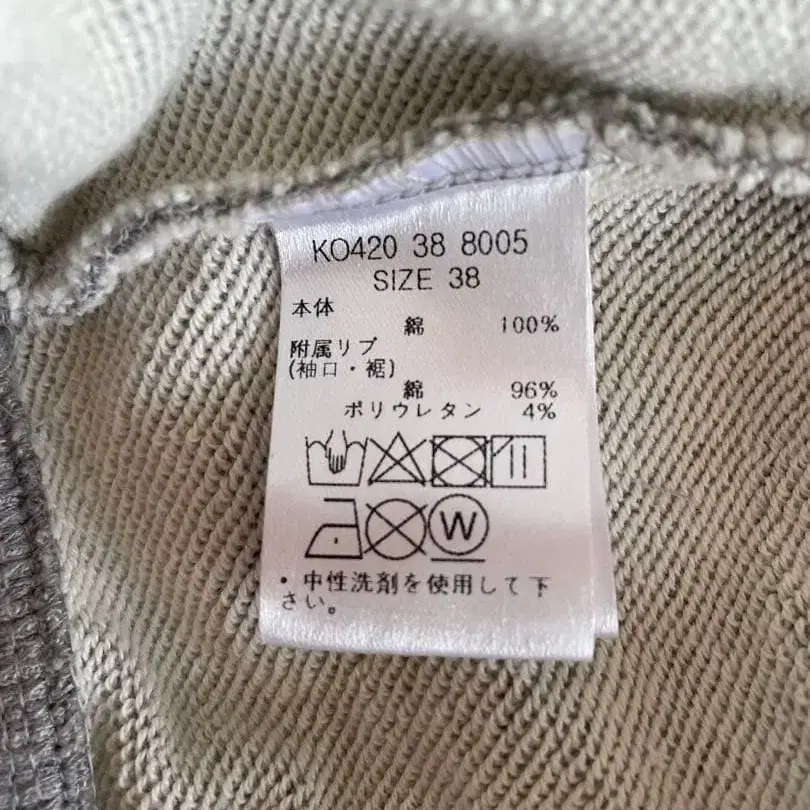 KO420 38 8005
SIZE 38
本体
綿 100%
附属リブ
(袖口・裾)
綿 96%
ポリウレタン 4%
W
・中性洗剤を使用して下
さい。